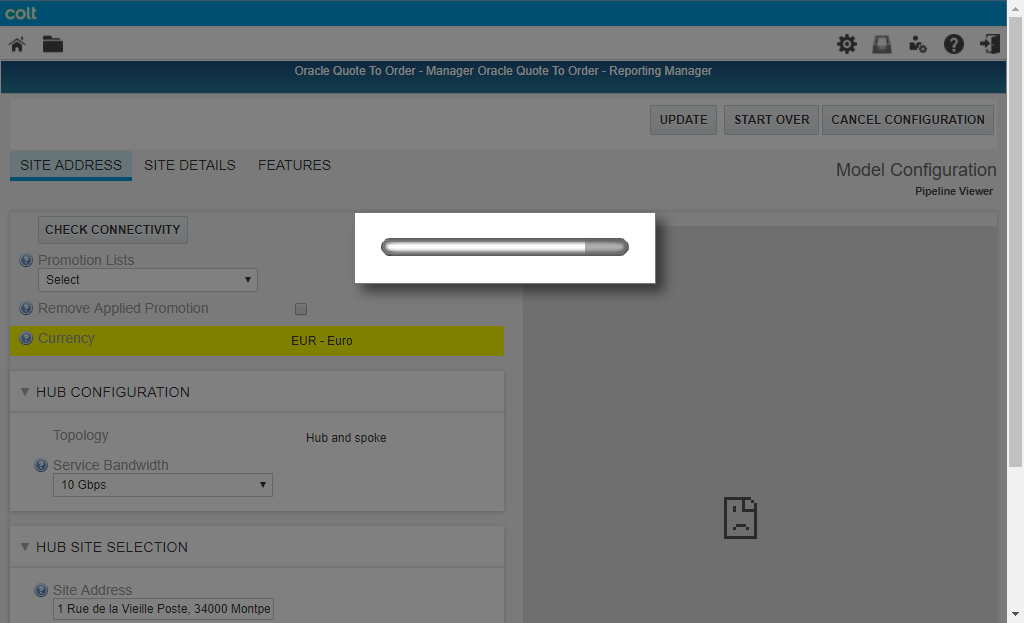 colt
Oracle Quote To Order - Manager Oracle Quote To Order - Reporting Manager
UPDATE START OVER CANCEL CONFIGURATION
SITE ADDRESS SITE DETAILS FEATURES
Model Configuration
Pipeline Viewer
CHECK CONNECTIVITY
Promotion Lists
Select
Remove Applied Promotion
Currency EUR - Euro
HUB CONFIGURATION
Topology Hub and spoke
Service Bandwidth
10 Gbps
HUB SITE SELECTION
Site Address
1 Rue de la Vieille Poste, 34000 Montpe